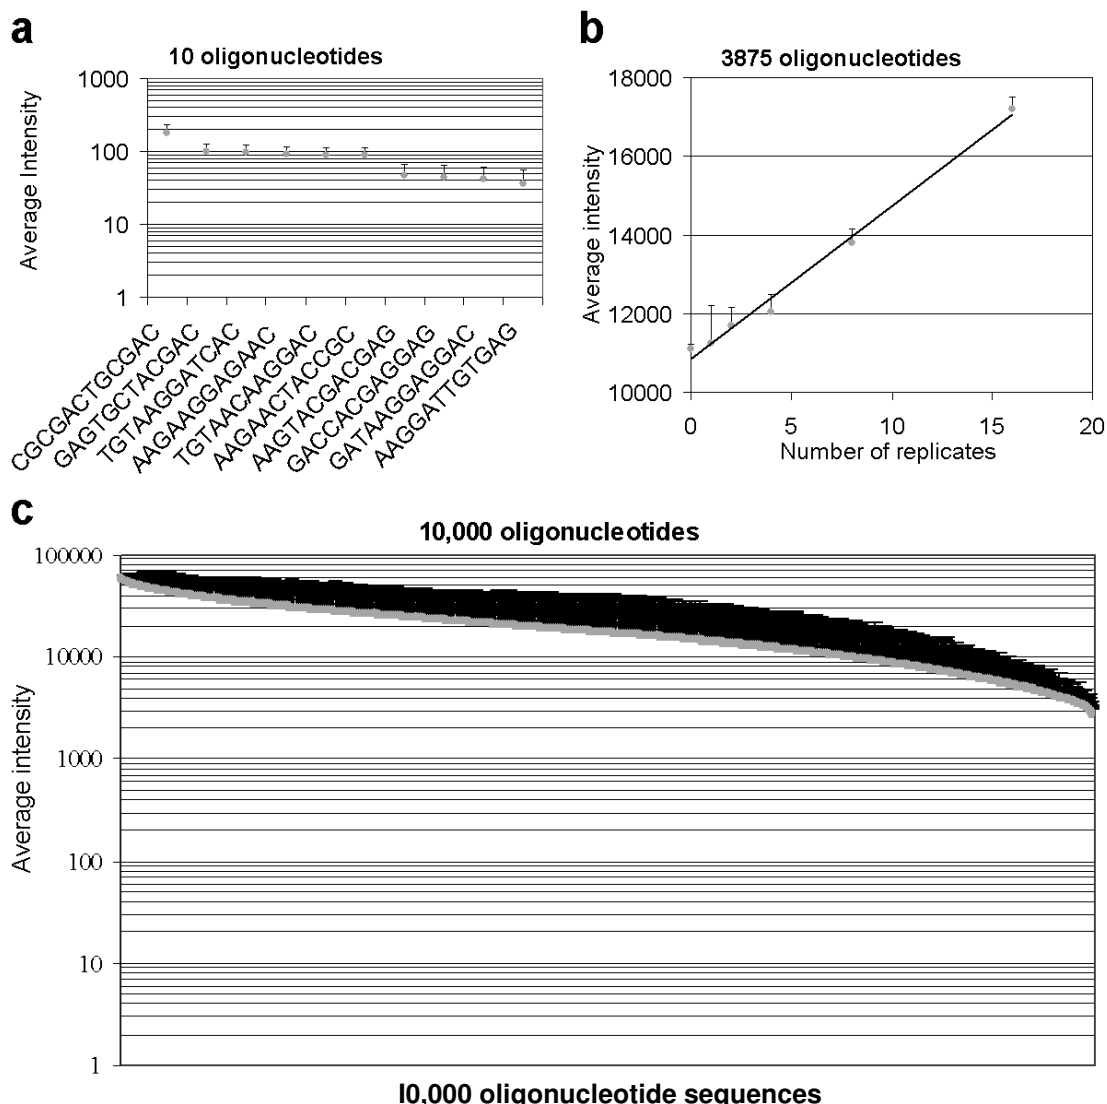 a
10 oligonucleotides
1000
100
10
1
Average Intensity
CGCGACTGCGAC
GAGTGCTACGAC
TGTAAGGATCAC
AAGAAGGAGAAC
TGTAACAAGGAC
AAGAACTACCGC
AAGTACGACGAG
GACCACGAGGAG
GATAAGGAGGAC
AAGGATTGTGAG
b
3875 oligonucleotides
18000
16000
14000
12000
10000
Average intensity
0 5 10 15 20
Number of replicates
c
10,000 oligonucleotides
100000
10000
1000
100
10
1
Average intensity
l0,000 oligonucleotide sequences